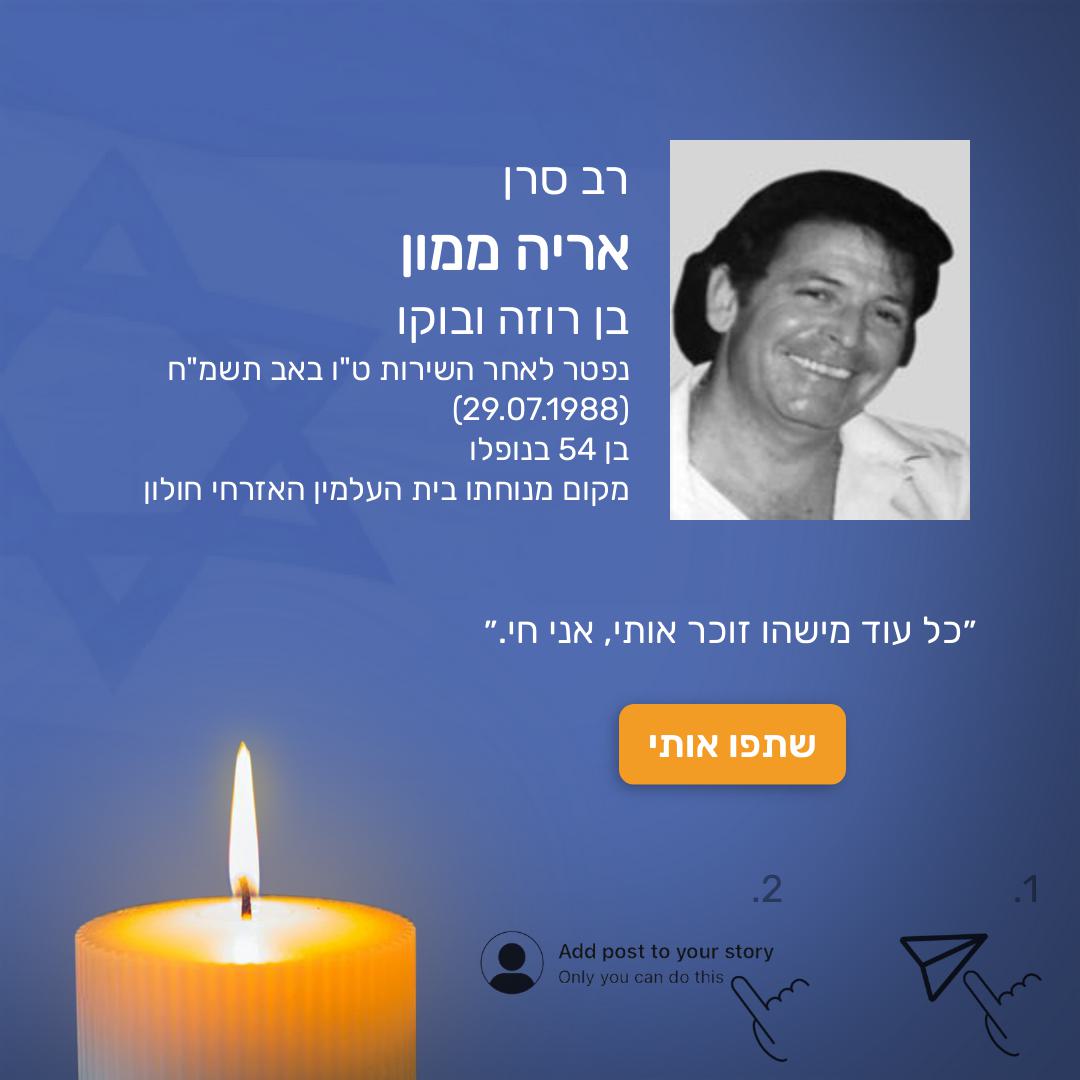 רב סרן
אריה ממון
בן רוזה ובוקו
נפטר לאחר השירות ט"ו באב תשמ"ח
(29.07.1988)
בן 54 בנופלו
מקום מנוחתו בית העלמין האזרחי חולון
״כל עוד מישהו זוכר אותי, אני חי.״
שתפו אותי
.1
.2
Add post to your story
Only you can do this